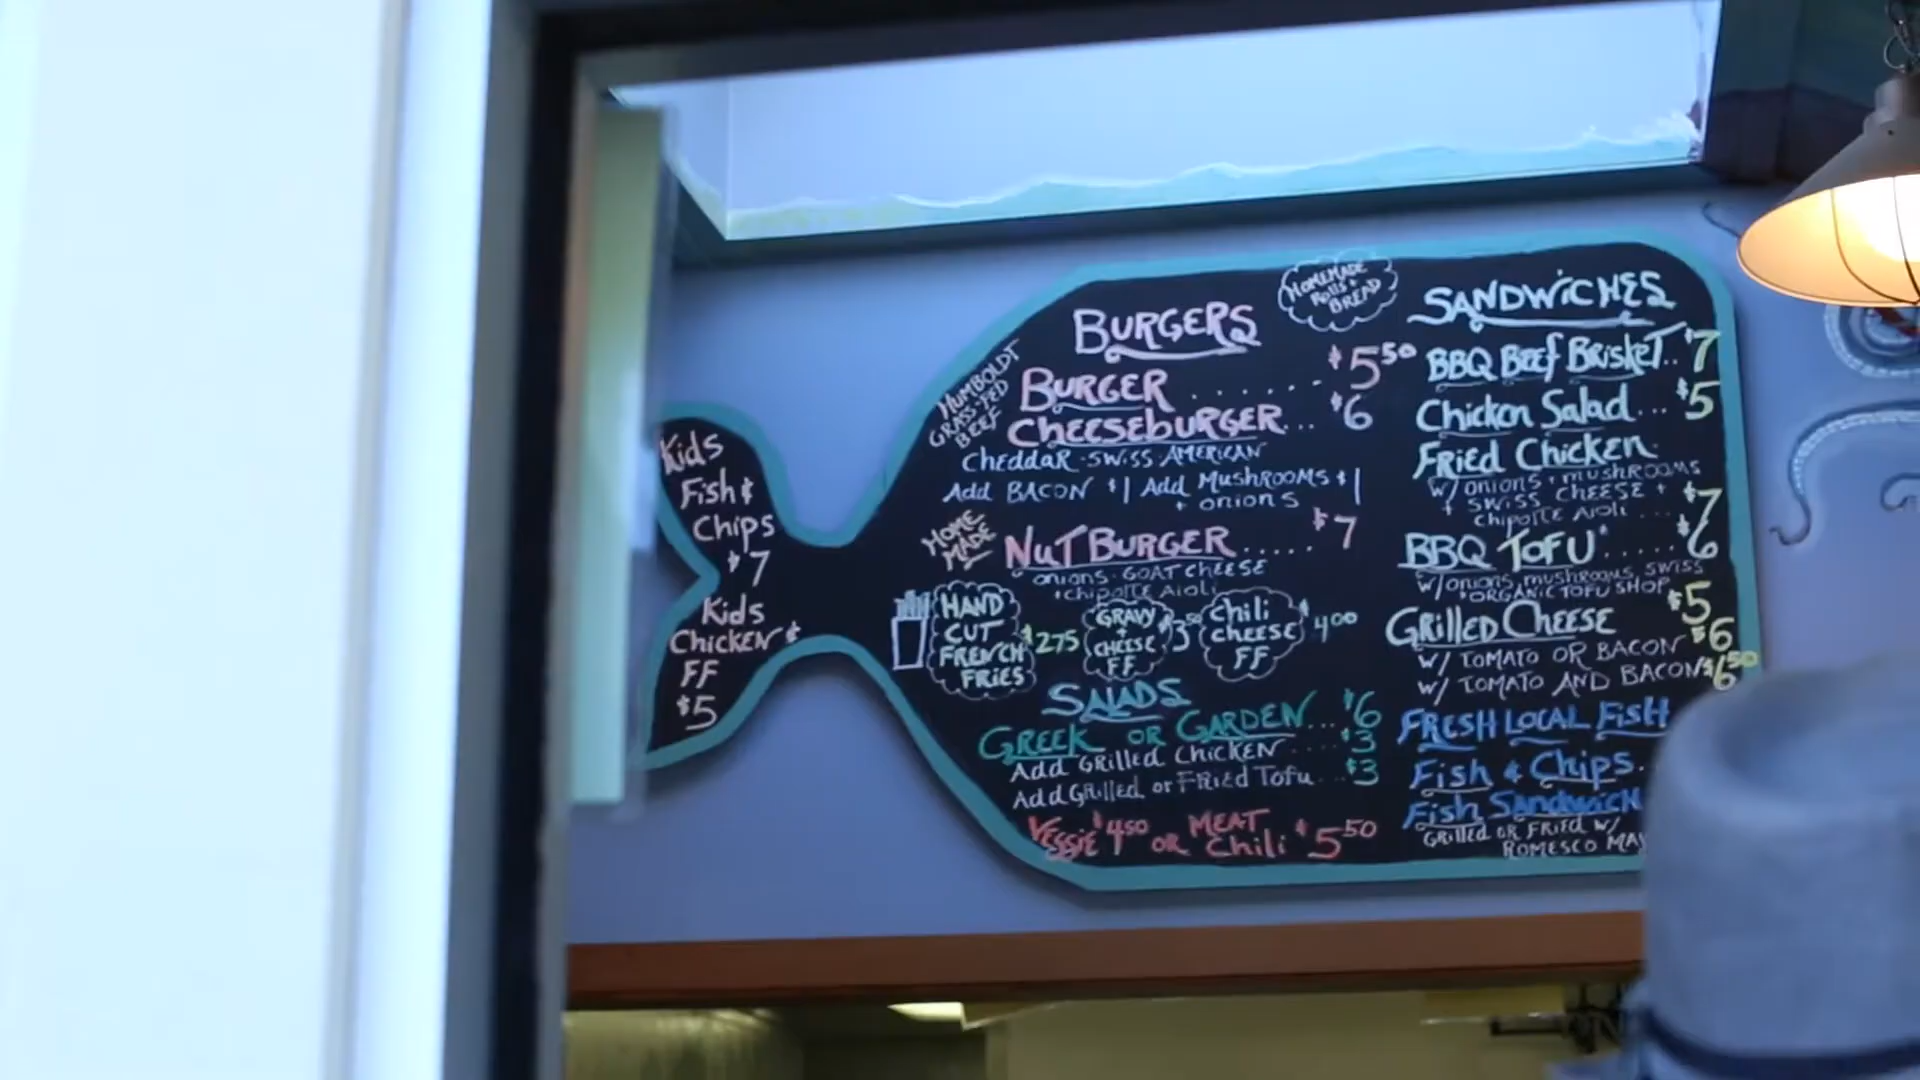 Kids
Fish &
Chips
$7
Kids
Chicken &
FF
$5
BURGERS
HOMEMADE
ROLLS +
BREAD
HUMBOLDT
GRASS-FED
BEEF
BURGER ...... $5.50
CHEESEBURGER... $6
CHEDDAR · SWISS · AMERICAN
Add BACON $1 Add MUSHROOMS $1
+ ONIONS
HOME
MADE
NUT BURGER ..... $7
ONIONS · GOAT CHEESE
+ CHIPOTLE AIOLI
HAND
CUT
FRENCH
FRIES
$2.75
GRAVY
+
CHEESE
FF
$3.50
Chili
CHEESE
FF
$4.00
SALADS
GREEK OR GARDEN... $6
Add GRilled CHICKEN .... $3
Add GRilled or FRied Tofu... $3
VEGGIE $4.50 OR MEAT Chili $5.50
SANDWICHES
BBQ Beef BRiskeT.. $7
Chicken Salad... $5
FRied Chicken
w/ onions + mushrooms
+ SWISS CHEESE +
CHIPOTLE AIOLI ... $7
BBQ TOFU ..... $6
w/ onions, mushrooms, swiss
*ORGANIC TOFU SHOP
GRilled Cheese $5
w/ TOMATO OR BACON $6
w/ TOMATO AND BACON $6.50
FRESH LOCAL FISH
Fish & Chips.
Fish Sandwich
GRilled OR FRied w/
ROMESCO